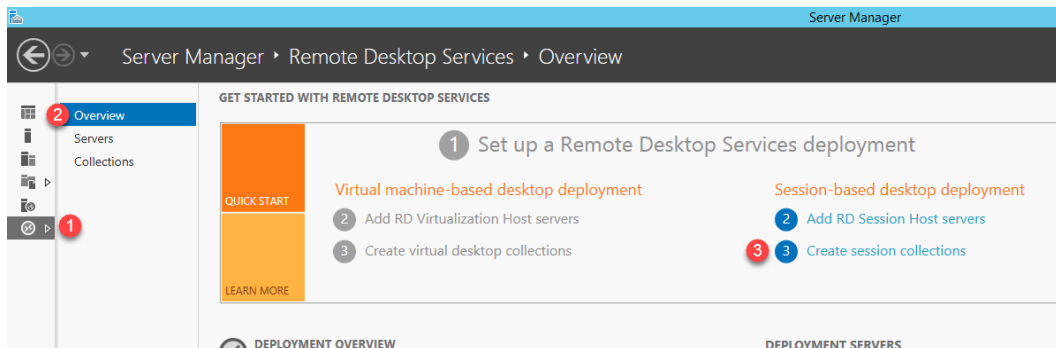 Server Manager
Server Manager ‣ Remote Desktop Services ‣ Overview
GET STARTED WITH REMOTE DESKTOP SERVICES
2 Overview
Servers
Collections
1
1 Set up a Remote Desktop Services deployment
QUICK START
Virtual machine-based desktop deployment
Session-based desktop deployment
2 Add RD Virtualization Host servers
2 Add RD Session Host servers
3 Create virtual desktop collections
3 3 Create session collections
LEARN MORE
DEPLOYMENT OVERVIEW
DEPLOYMENT SERVERS